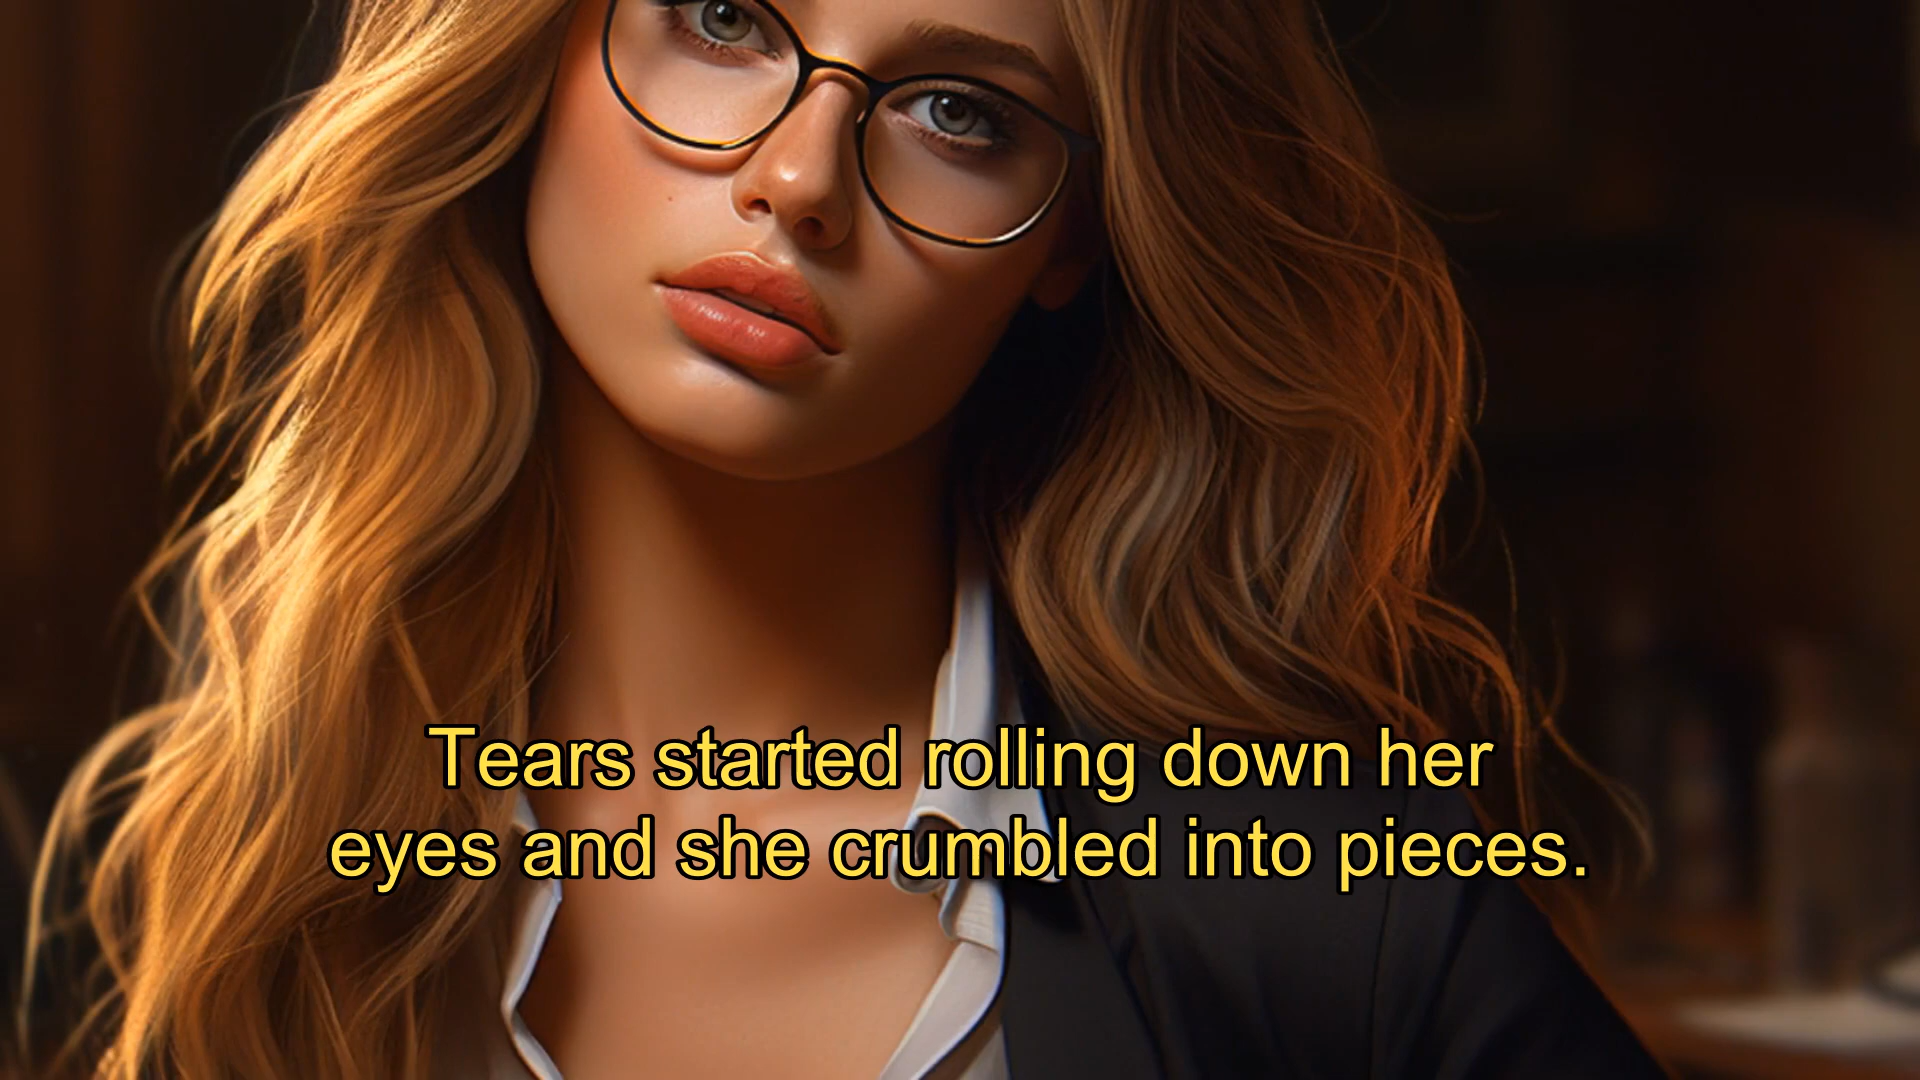 Tears started rolling down her
eyes and she crumbled into pieces.